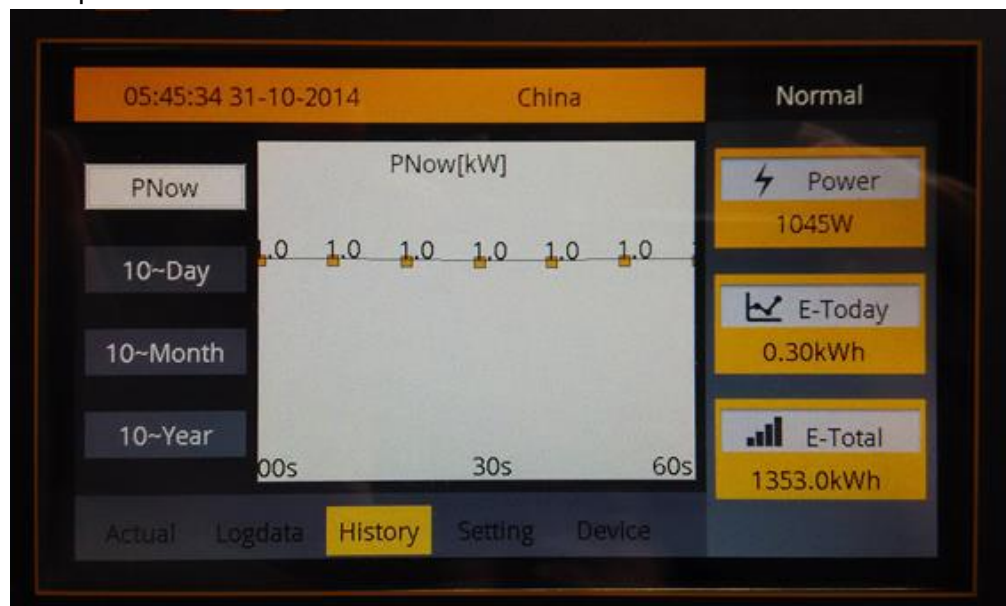 05:45:34 31-10-2014 China Normal
PNow
10~Day
10~Month
10~Year
PNow[kW]
1.0 1.0 1.0 1.0 1.0
00s 30s 60s
Power
1045W
E-Today
0.30kWh
E-Total
1353.0kWh
Actual Logdata History Setting Device